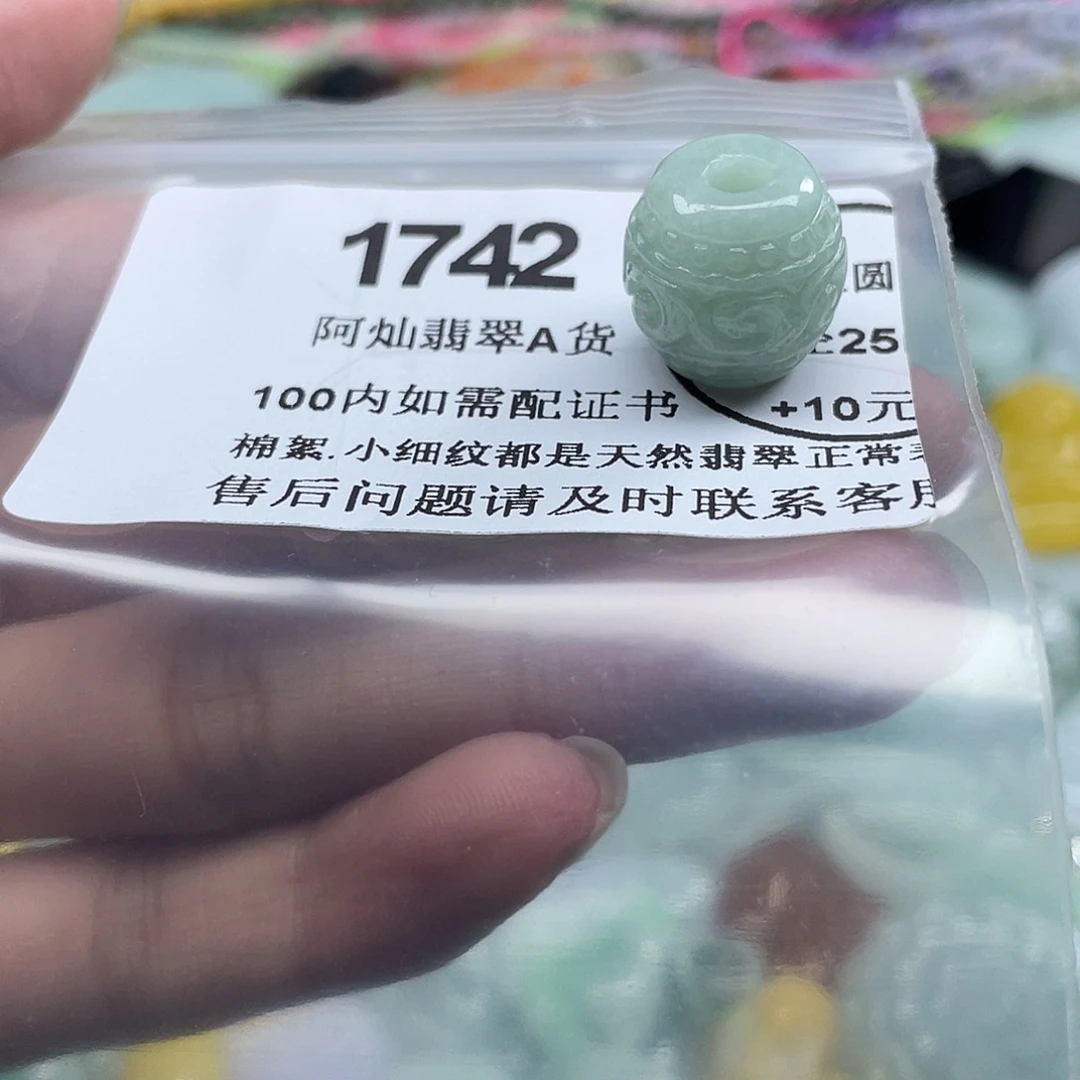 1742
圆
阿灿翡翠A货 25
100内如需配证书 +10元
棉絮.小细纹都是天然翡翠正常
售后问题请及时联系客